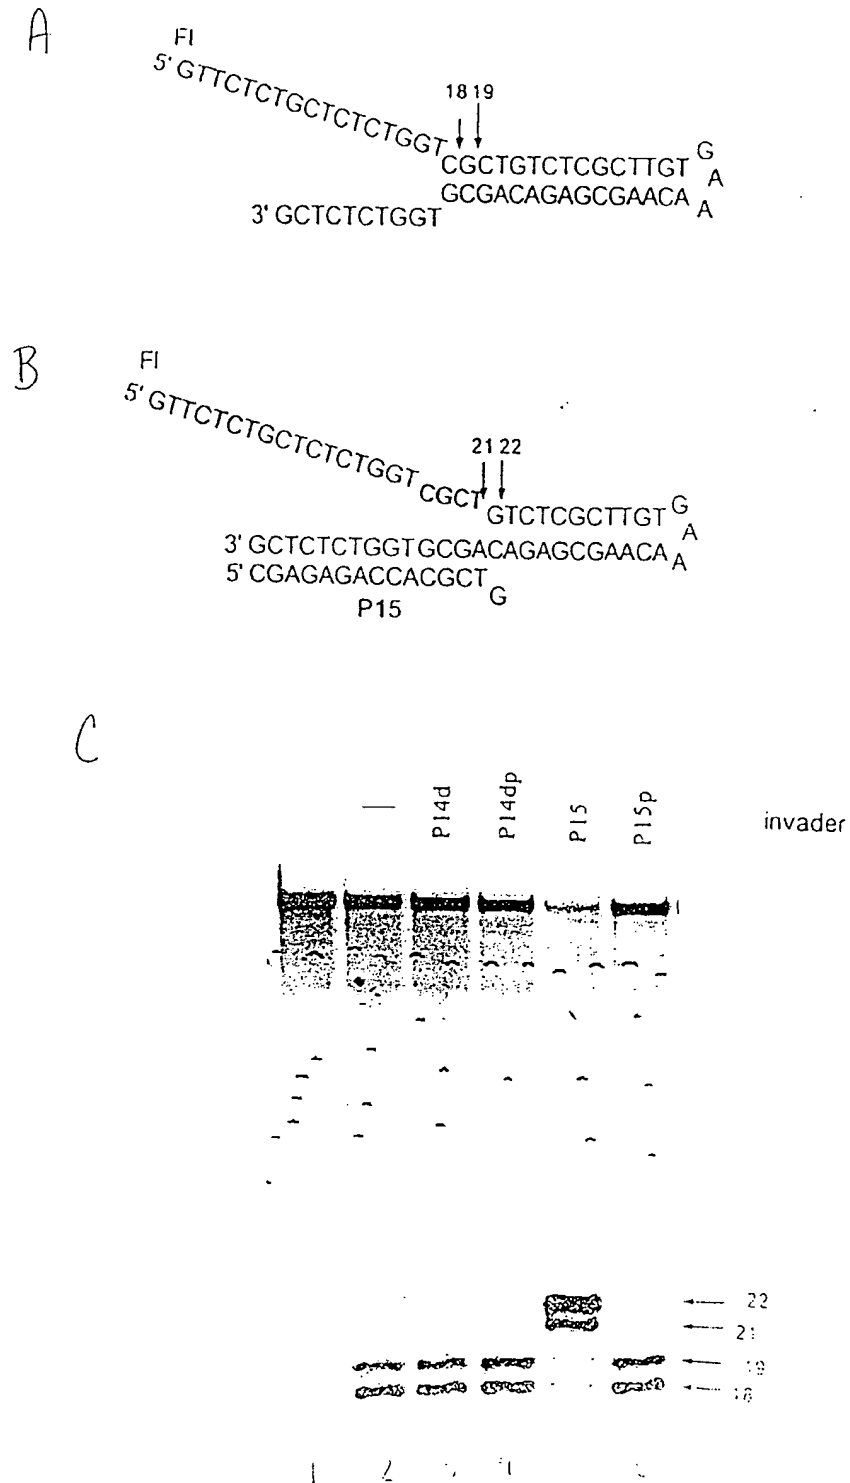 A
Fl
5' GTTCTCTGCTCTCTGGT
18 19
CGCTGTCTCGCTTGT G
A
GCGACAGAGCGAACA A
3' GCTCTCTGGT
B
Fl
5' GTTCTCTGCTCTCTGGT CGCT
21 22
GTCTCGCTTGT G
A
3' GCTCTCTGGTGCGACAGAGCGAACA A
5' CGAGAGACCACGCT G
P15
C
— P14d P14dp P15 P15p invader
22
21
19
18
1 2